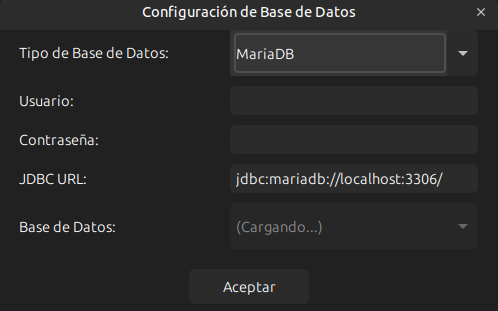 Configuración de Base de Datos
Tipo de Base de Datos: MariaDB
Usuario:
Contraseña:
JDBC URL: jdbc:mariadb://localhost:3306/
Base de Datos: (Cargando...)
Aceptar